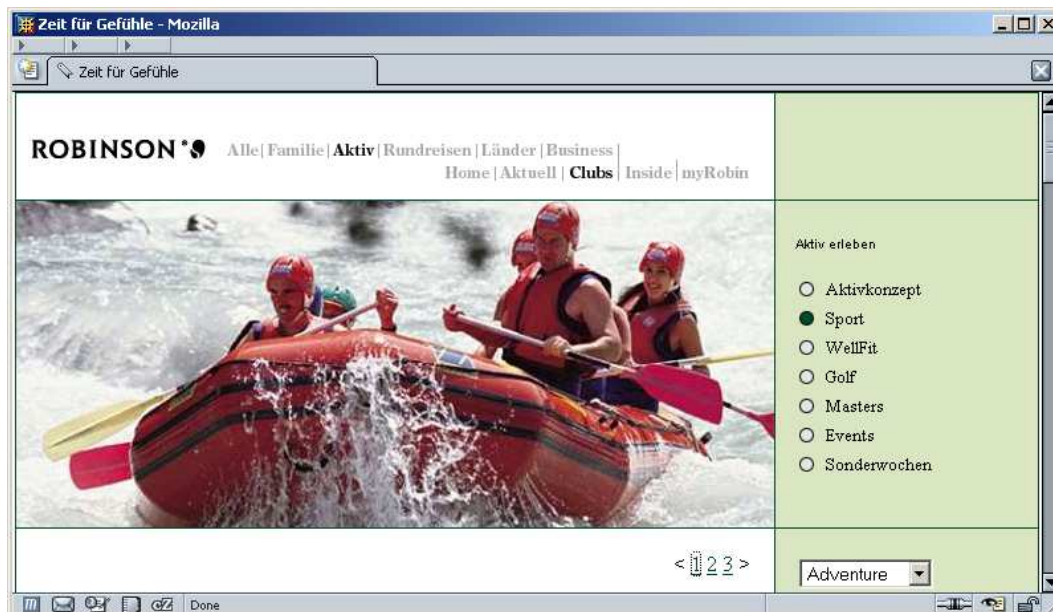 Zeit für Gefühle - Mozilla
Zeit für Gefühle
ROBINSON
Alle|Familie|Aktiv|Rundreisen|Länder|Business|
Home|Aktuell|Clubs|Inside|myRobin
Aktiv erleben
Aktivkonzept
Sport
WellFit
Golf
Masters
Events
Sonderwochen
< 1 2 3 >
Adventure
Done